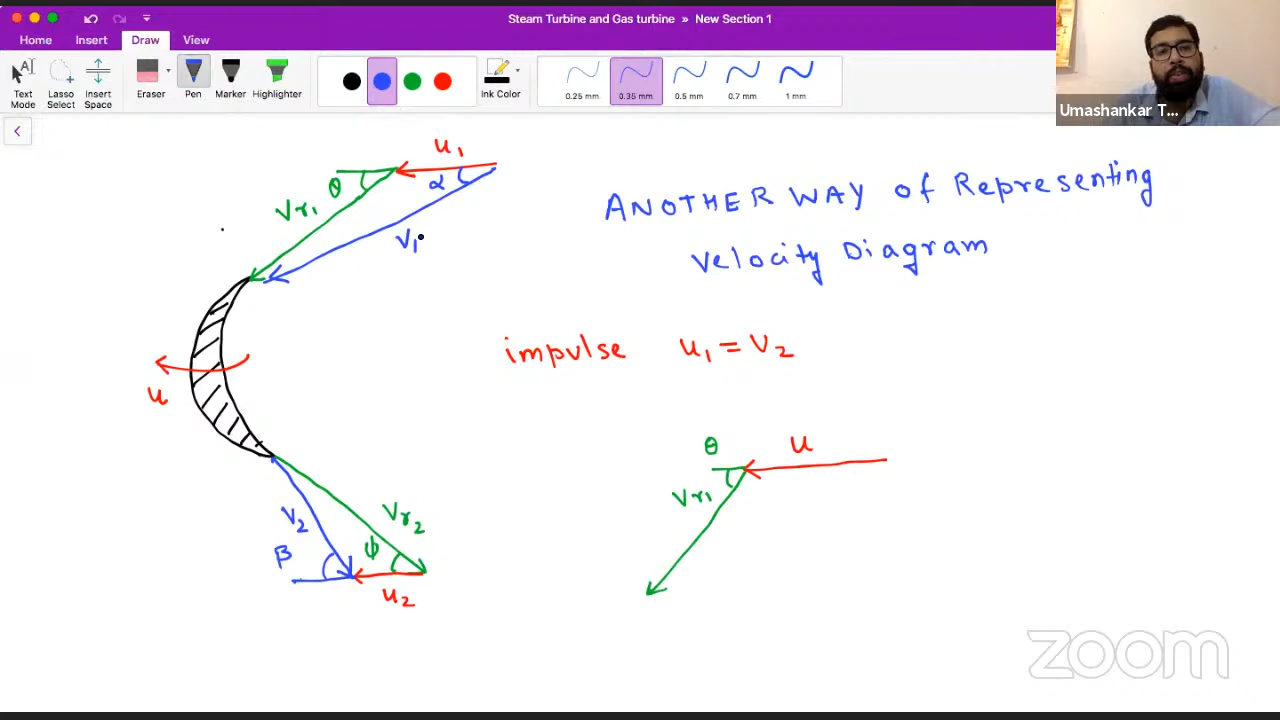 Steam Turbine and Gas turbine » New Section 1
Home Insert Draw View
Text Mode
Lasso Select
Insert Space
Eraser
Pen
Marker
Highlighter
Ink Color
0.25 mm
0.35 mm
0.5 mm
0.7 mm
1 mm
Umashankar T...
u1
θ
α
Vr1
V1
ANOTHER WAY of Representing
Velocity Diagram
impulse u1 = V2
u
θ
u
Vr1
V2
Vr2
β
φ
u2
zoom